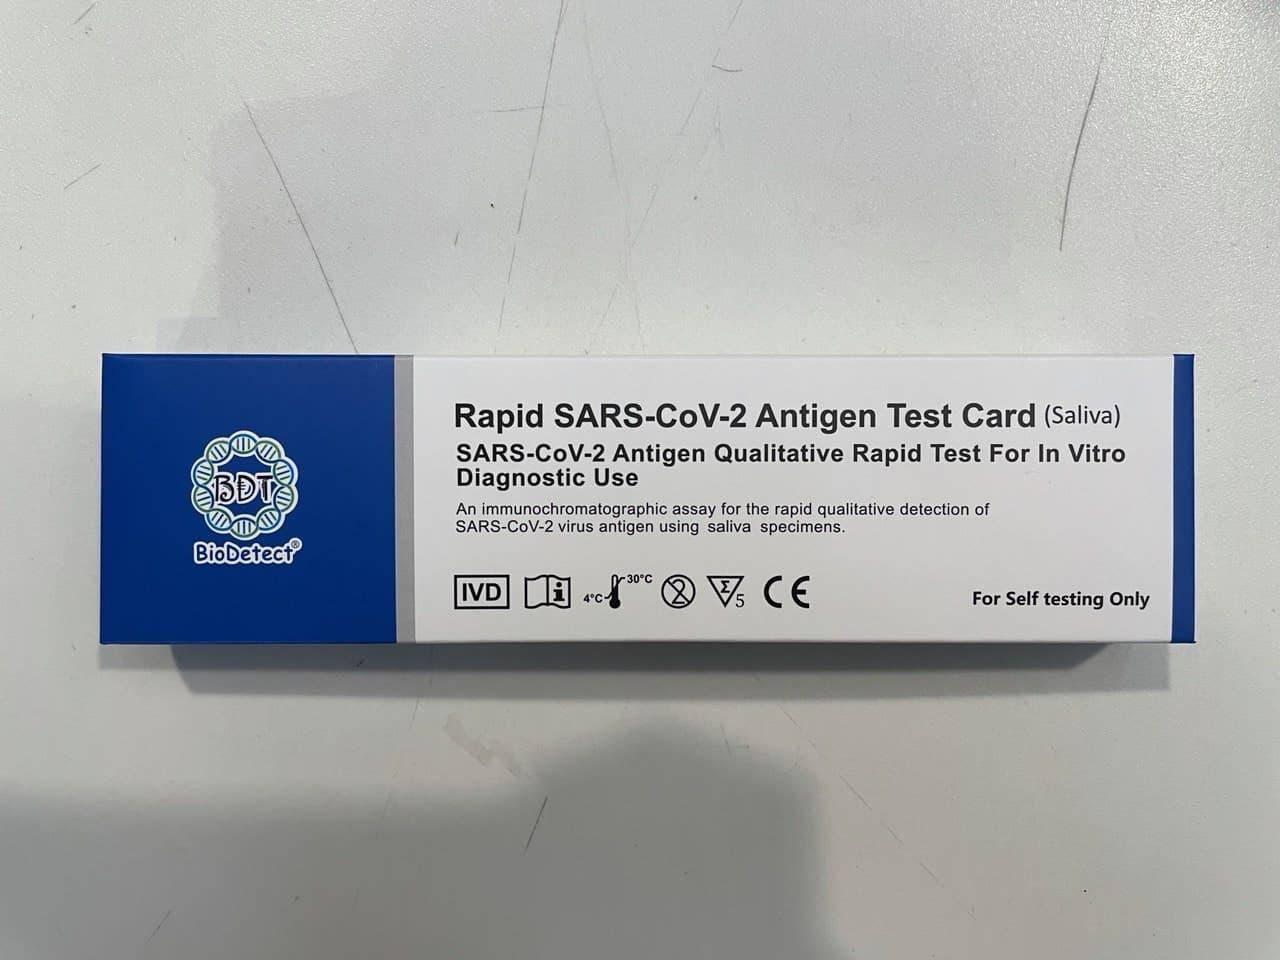 BDT
BioDetect®
Rapid SARS-CoV-2 Antigen Test Card (Saliva)
SARS-CoV-2 Antigen Qualitative Rapid Test For In Vitro
Diagnostic Use
An immunochromatographic assay for the rapid qualitative detection of
SARS-CoV-2 virus antigen using saliva specimens.
IVD i 4°C 30°C 2 Σ 5 CE
For Self testing Only